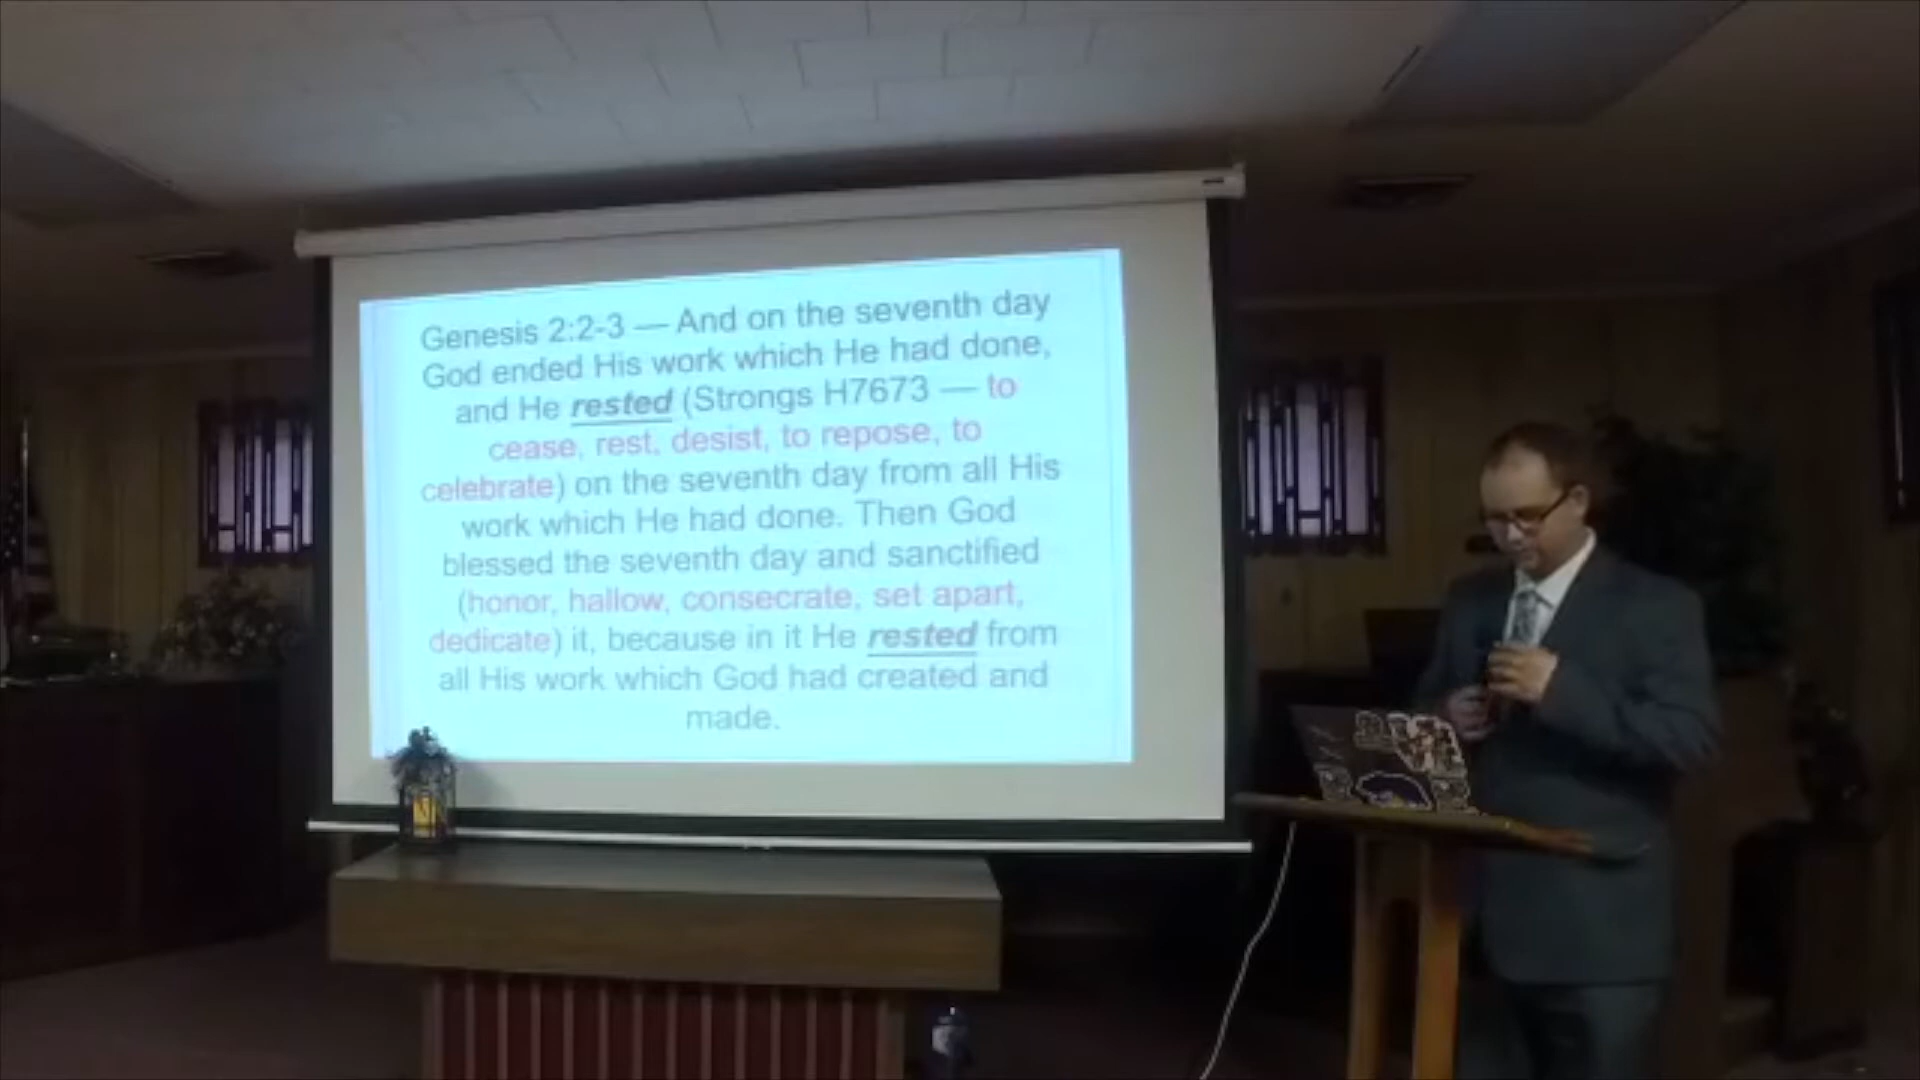 Genesis 2:2-3 — And on the seventh day
God ended His work which He had done,
and He rested (Strongs H7673 — to
cease, rest, desist, to repose, to
celebrate) on the seventh day from all His
work which He had done. Then God
blessed the seventh day and sanctified
(honor, hallow, consecrate, set apart,
dedicate) it, because in it He rested from
all His work which God had created and
made.